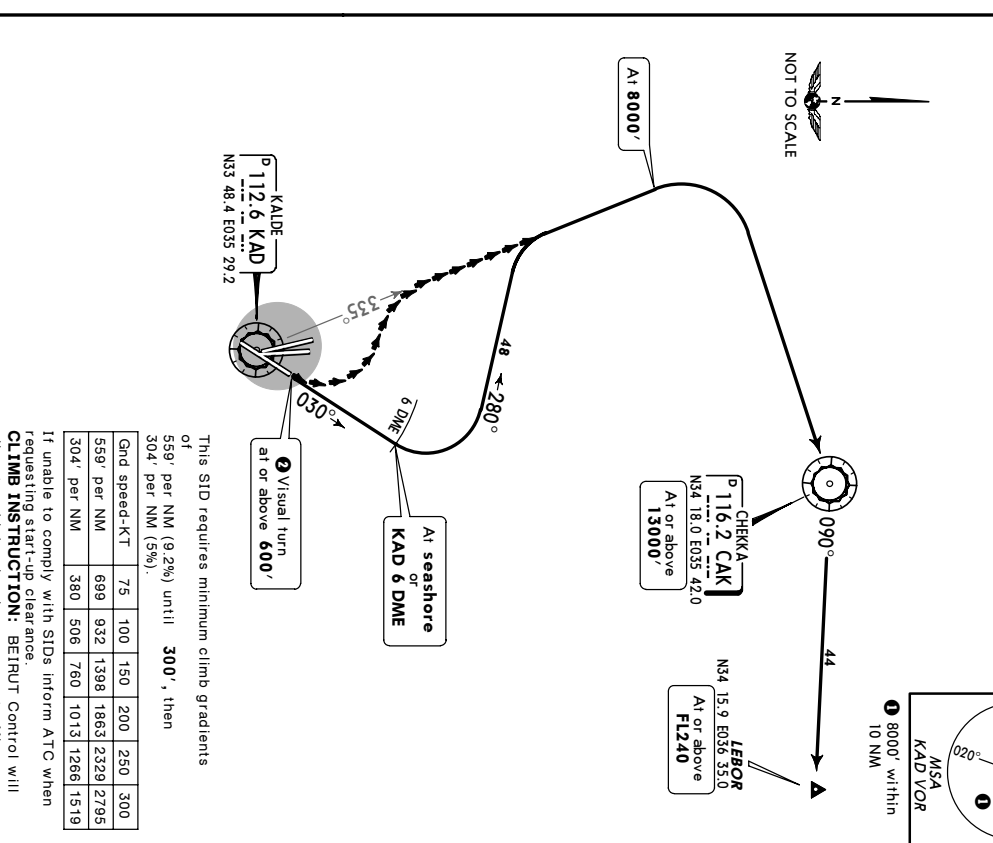 NOT TO SCALE
N
At 8000'
KALDE
D
112.6 KAD
N33 48.4 E035 29.2
335°
030°
6 DME
48
280°
At seashore
or
KAD 6 DME
❷ Visual turn
at or above 600'
CHEKKA
D
116.2 CAK
N34 18.0 E035 42.0
At or above
13000'
090°
44
LEBOR
N34 15.9 E036 35.0
At or above
FL240
MSA
KAD VOR
020°
❶
❶ 8000' within
10 NM
This SID requires minimum climb gradients
of
559' per NM (9.2%) until 300', then
304' per NM (5%).
Gnd speed-KT 75 100 150 200 250 300
559' per NM 699 932 1398 1863 2329 2795
304' per NM 380 506 760 1013 1266 1519
If unable to comply with SIDs inform ATC when
requesting start-up clearance.
CLIMB INSTRUCTION: BEIRUT Control will